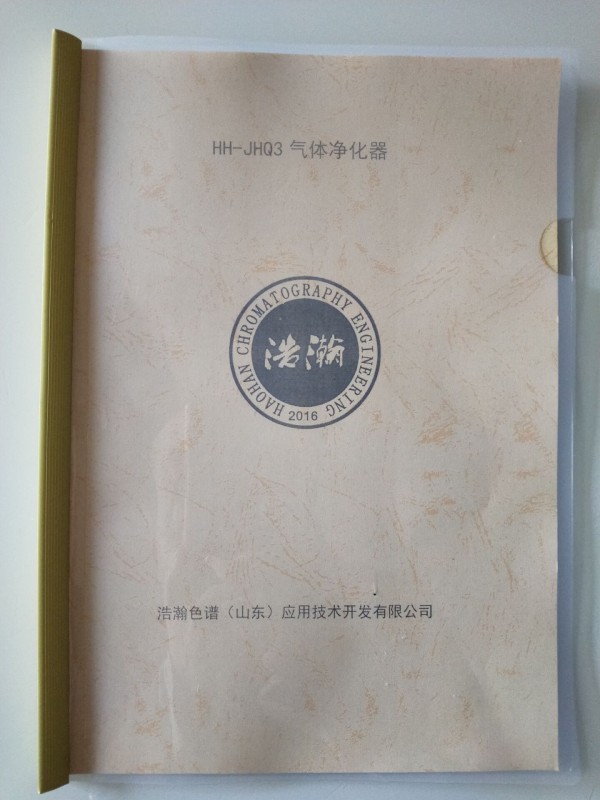 HH-JHQ3 气体净化器
HAOHAN CHROMATOGRAPHY ENGINEERING
浩瀚
2016
浩瀚色谱（山东）应用技术开发有限公司